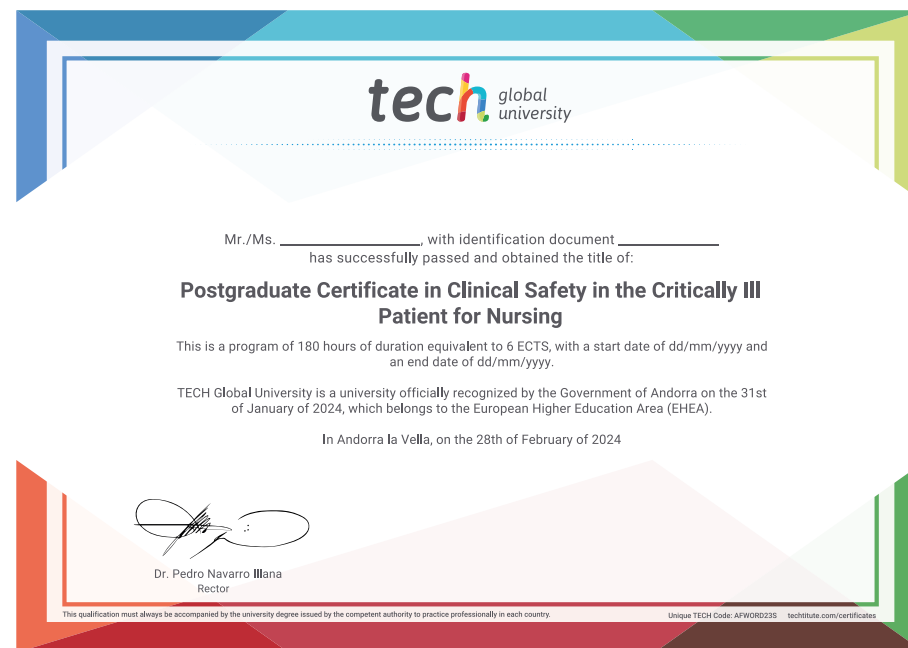 tech global university
Mr./Ms. ____________, with identification document ____________
has successfully passed and obtained the title of:
Postgraduate Certificate in Clinical Safety in the Critically Ill
Patient for Nursing
This is a program of 180 hours of duration equivalent to 6 ECTS, with a start date of dd/mm/yyyy and
an end date of dd/mm/yyyy.
TECH Global University is a university officially recognized by the Government of Andorra on the 31st
of January of 2024, which belongs to the European Higher Education Area (EHEA).
In Andorra la Vella, on the 28th of February of 2024
Dr. Pedro Navarro Illana
Rector
This qualification must always be accompanied by the university degree issued by the competent authority to practice professionally in each country.
Unique TECH Code: AFWORD23S techtitute.com/certificates